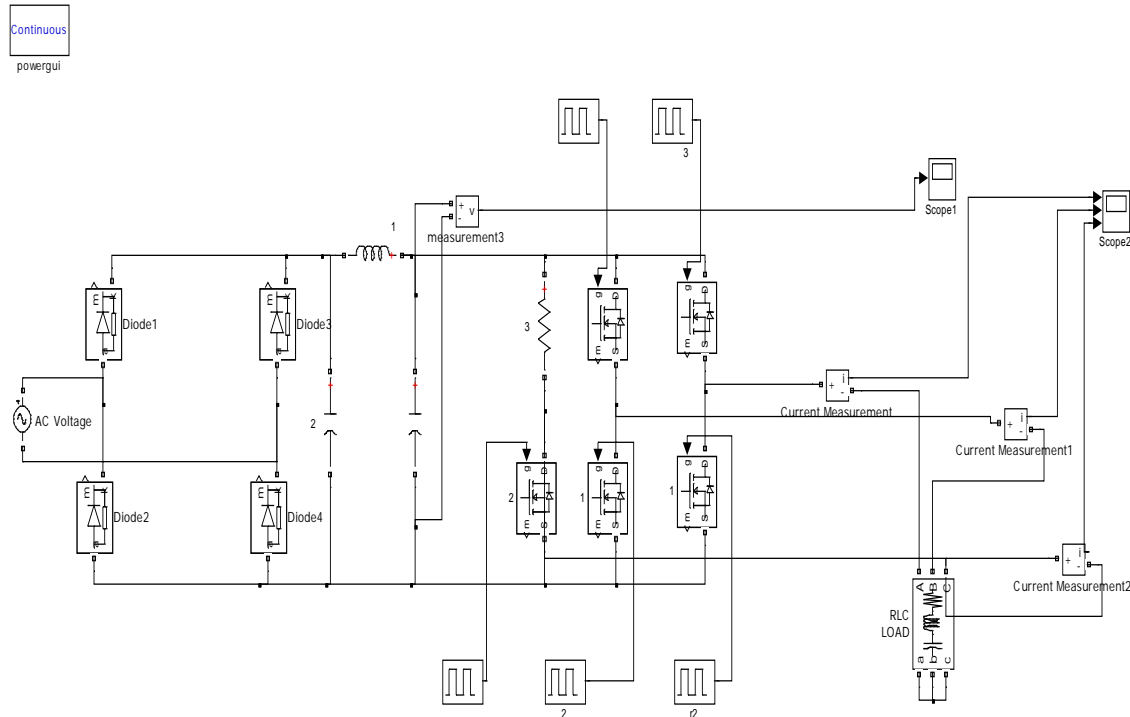 Continuous
powergui
3
Scope1
Scope2
+
-
v
measurement3
1
m
Diode1
m
Diode3
3
g
D
m
S
g
D
m
S
AC Voltage
2
+
i
-
Current Measurement
+
i
-
Current Measurement1
m
Diode2
m
Diode4
2
g
D
m
S
1
g
D
m
S
1
g
D
m
S
+
i
-
Current Measurement2
RLC
LOAD
A
B
C
a
b
c
2
r2